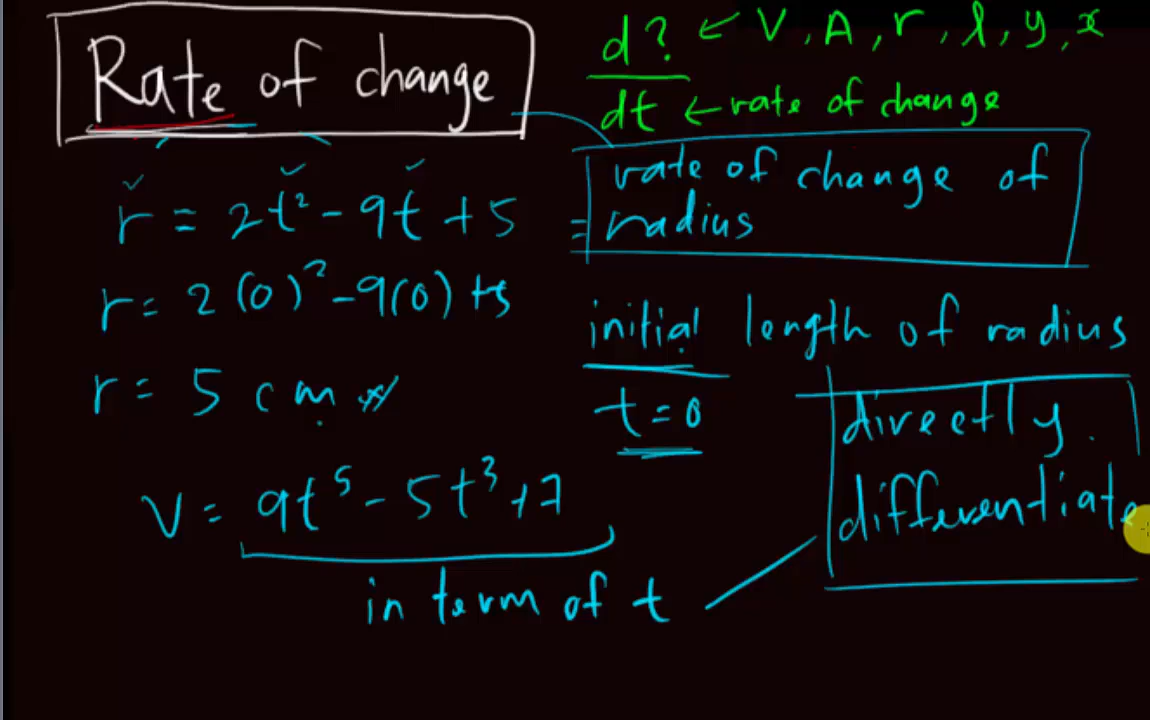 Rate of change
d? ← V, A, r, l, y, x
dt ← rate of change
rate of change of
= radius
r = 2t² - 9t + 5
r = 2(0)² - 9(0) + 5
r = 5 cm
initial length of radius
t = 0
directly
differentiate
V = 9t⁵ - 5t³ + 7
in term of t